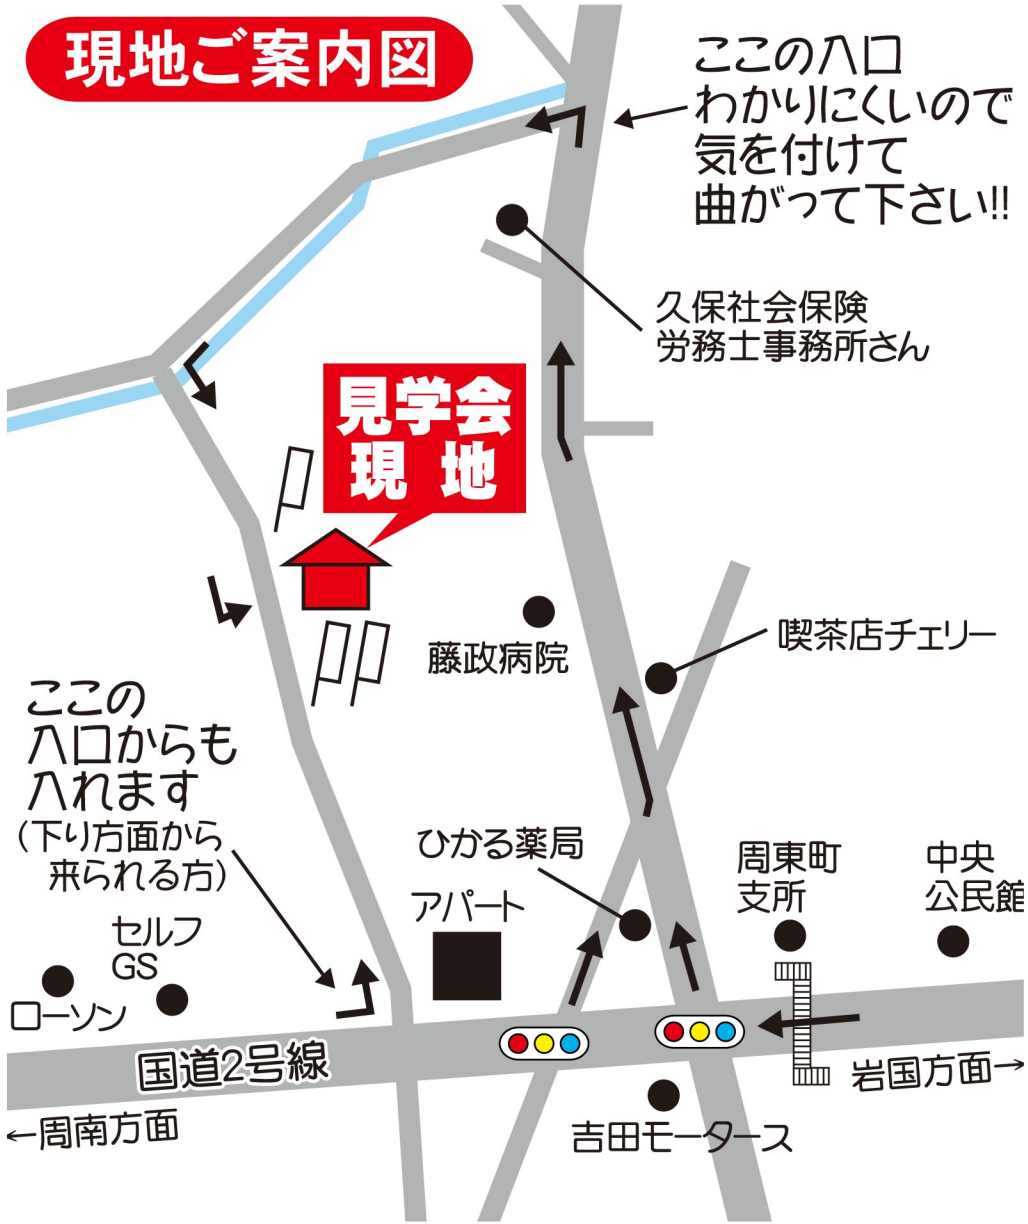 現地ご案内図
ここの入口
わかりにくいので
気を付けて
曲がって下さい!!
久保社会保険
労務士事務所さん
見学会
現地
藤政病院
喫茶店チェリー
ここの
入口からも
入れます
(下り方面から
来られる方)
ひかる薬局
アパート
周東町
支所
中央
公民館
セルフ
GS
ローソン
国道2号線
岩国方面→
←周南方面
吉田モータース